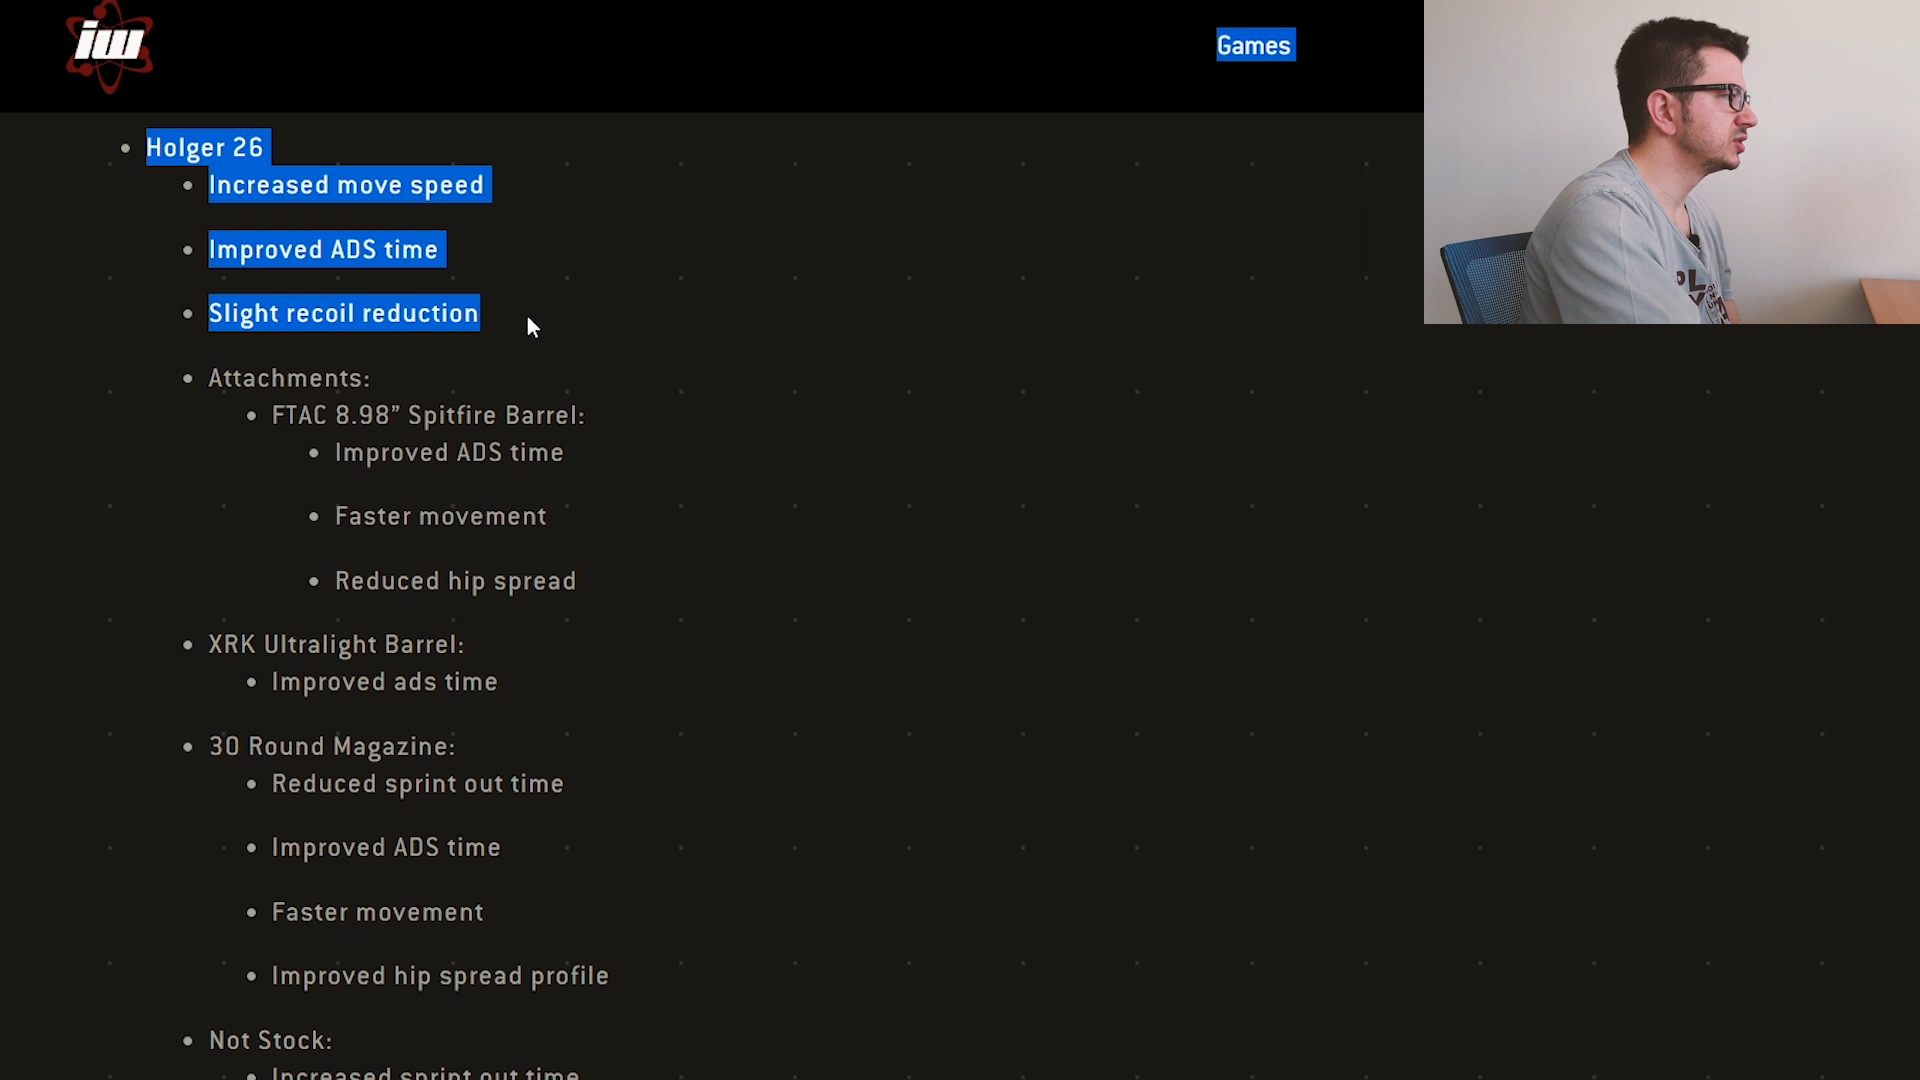 iw
Games
Holger 26
Increased move speed
Improved ADS time
Slight recoil reduction
Attachments:
FTAC 8.98” Spitfire Barrel:
Improved ADS time
Faster movement
Reduced hip spread
XRK Ultralight Barrel:
Improved ads time
30 Round Magazine:
Reduced sprint out time
Improved ADS time
Faster movement
Improved hip spread profile
Not Stock:
Increased sprint out time